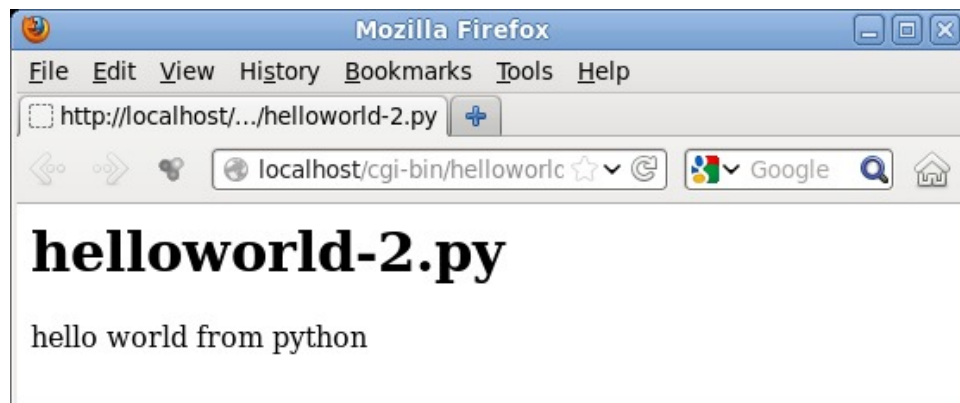 Mozilla Firefox
File Edit View History Bookmarks Tools Help
http://localhost/.../helloworld-2.py
localhost/cgi-bin/helloworlc Google
helloworld-2.py
hello world from python